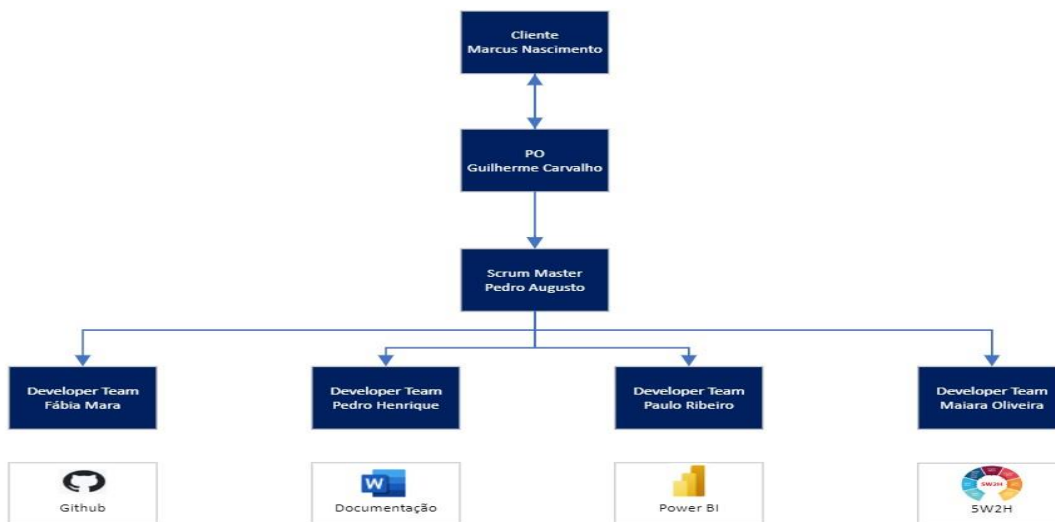 Cliente
Marcus Nascimento
PO
Guilherme Carvalho
Scrum Master
Pedro Augusto
Developer Team
Fábia Mara
Developer Team
Pedro Henrique
Developer Team
Paulo Ribeiro
Developer Team
Maiara Oliveira
Github
W
Documentação
Power BI
5W2H
5W2H